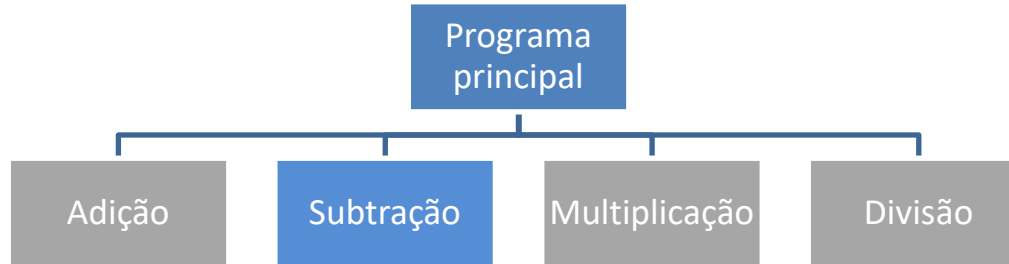 Programa
principal
Adição
Subtração
Multiplicação
Divisão